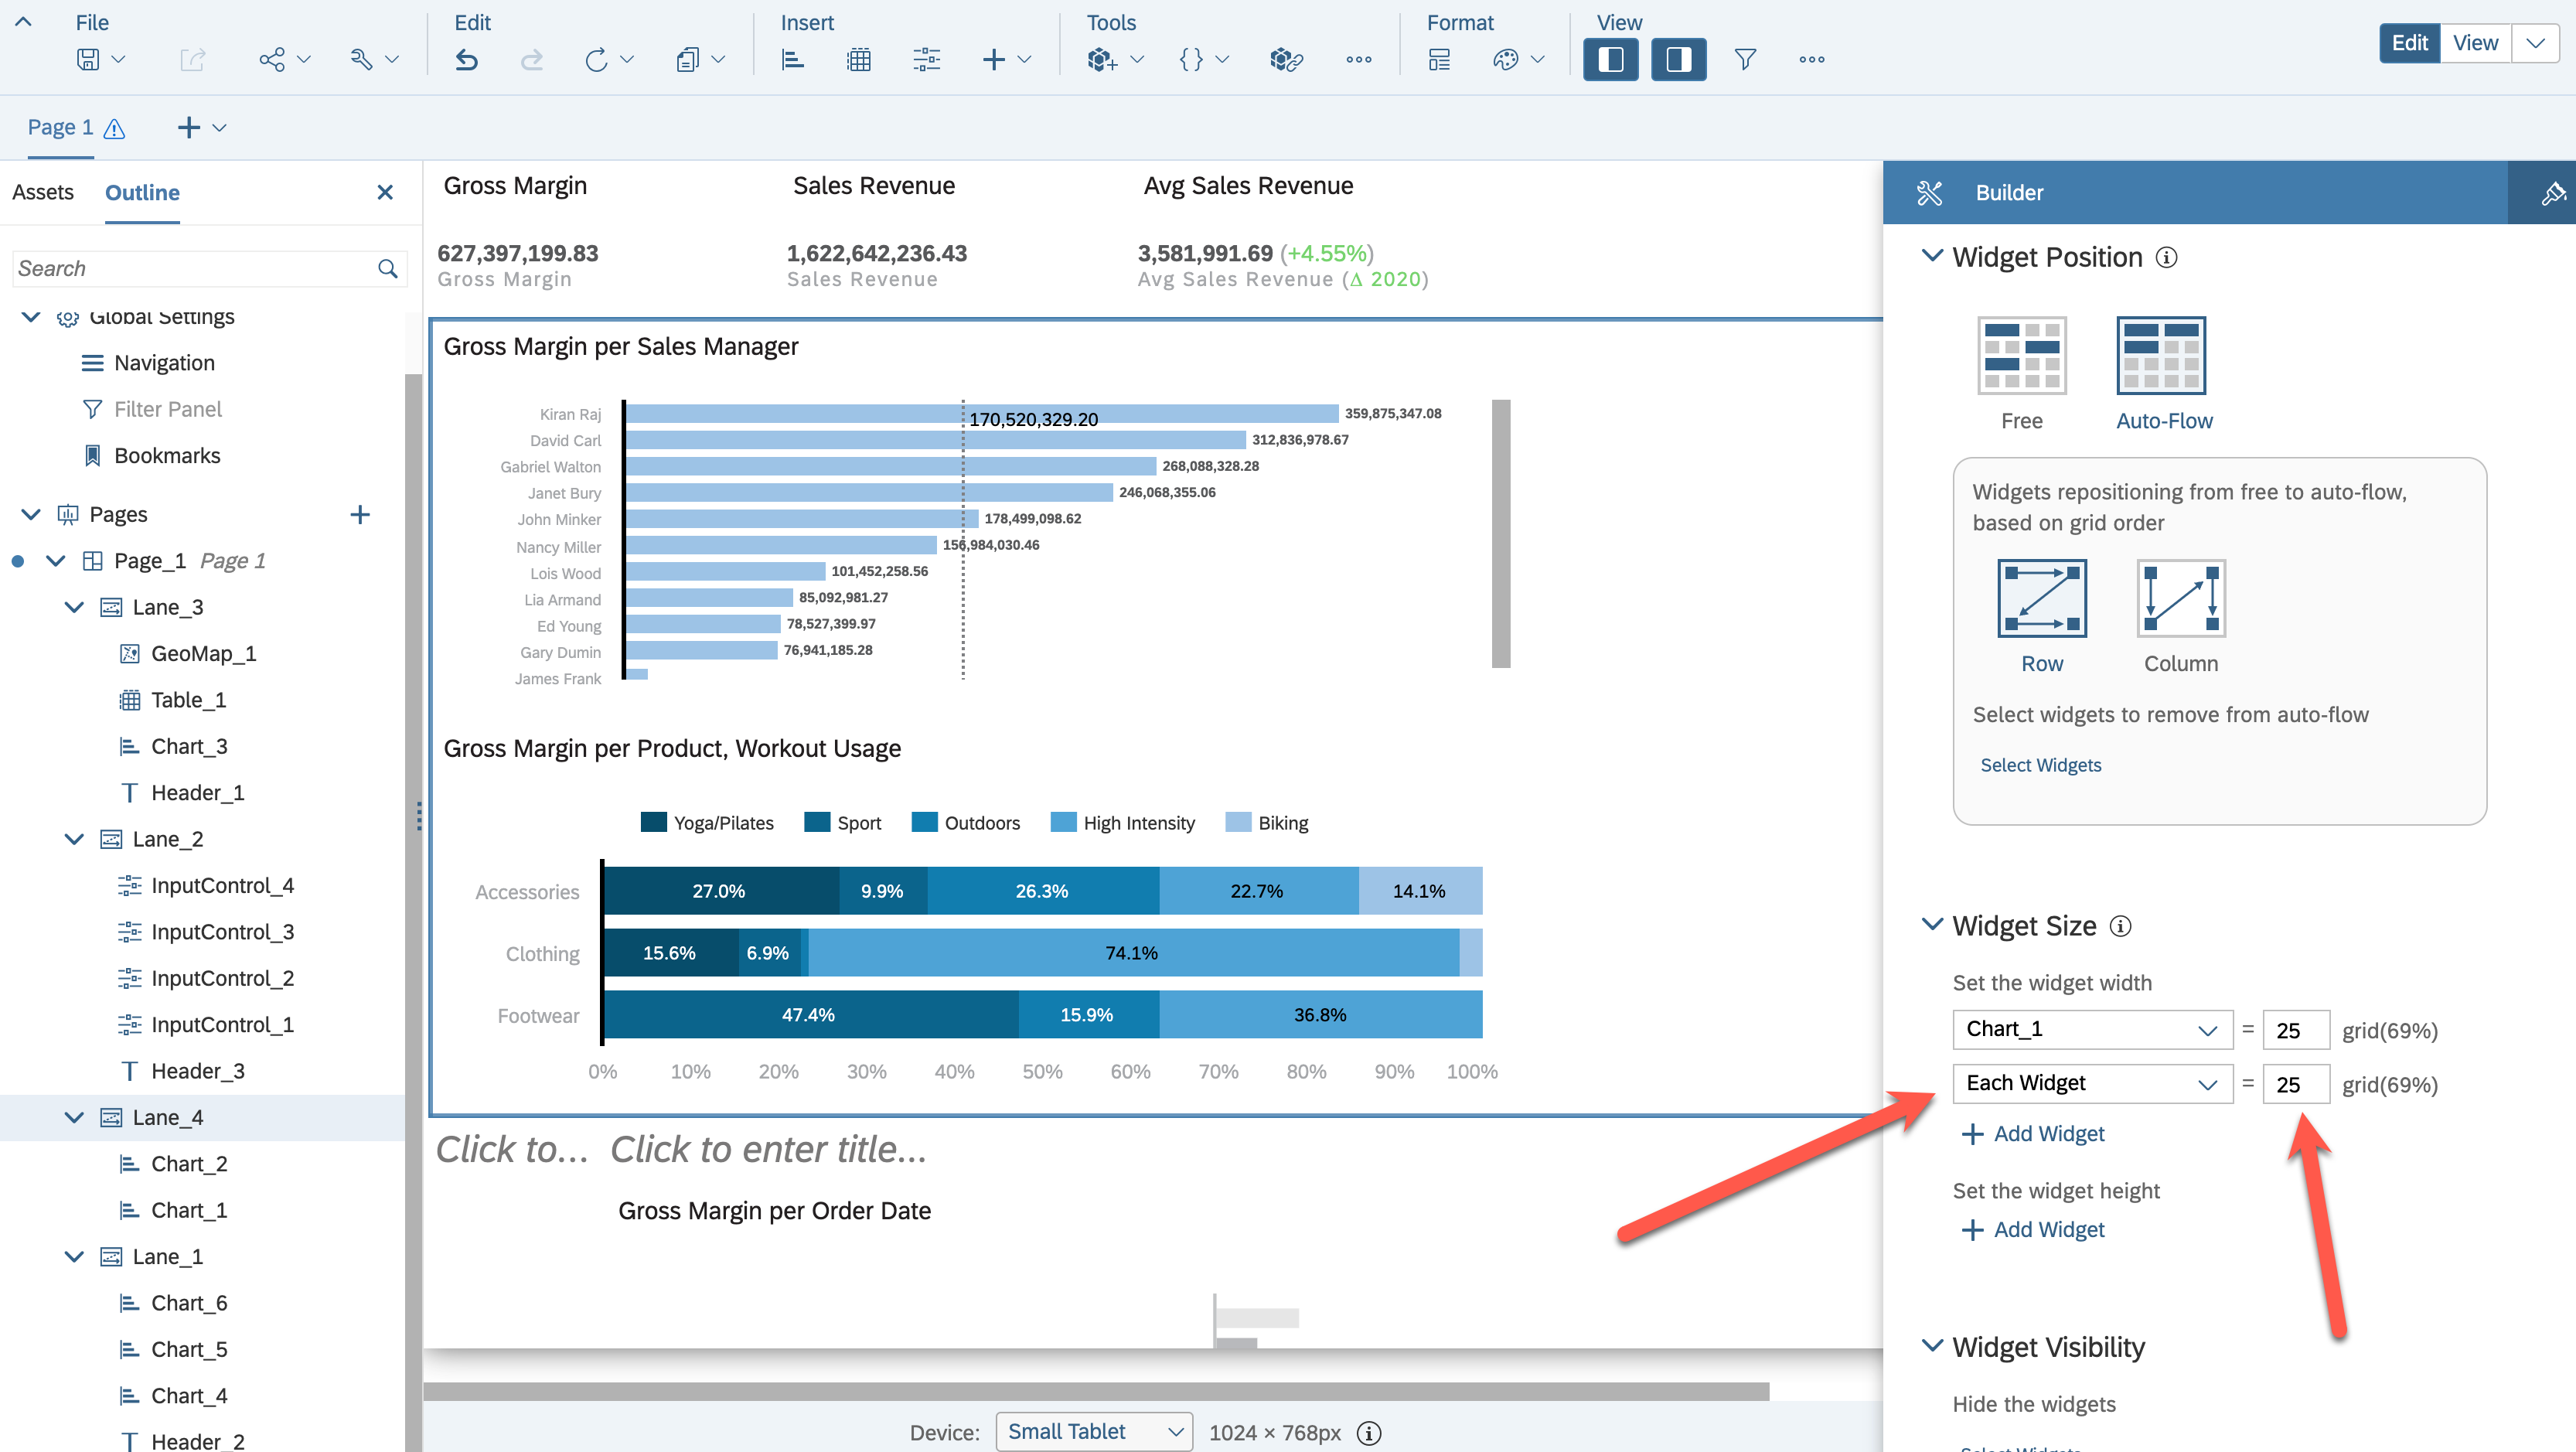 File Edit Insert Tools Format View
Edit View
Page 1
Assets Outline
Search
Global Settings
Navigation
Filter Panel
Bookmarks
Pages
Page_1 Page 1
Lane_3
GeoMap_1
Table_1
Chart_3
Header_1
Lane_2
InputControl_4
InputControl_3
InputControl_2
InputControl_1
Header_3
Lane_4
Chart_2
Chart_1
Lane_1
Chart_6
Chart_5
Chart_4
Header_2
Gross Margin Sales Revenue Avg Sales Revenue
627,397,199.83 1,622,642,236.43 3,581,991.69 (+4.55%)
Gross Margin Sales Revenue Avg Sales Revenue (Δ 2020)
Gross Margin per Sales Manager
170,520,329.20
Kiran Raj 359,875,347.08
David Carl 312,836,978.67
Gabriel Walton 268,088,328.28
Janet Bury 246,068,355.06
John Minker 178,499,098.62
Nancy Miller 156,984,030.46
Lois Wood 101,452,258.56
Lia Armand 85,092,981.27
Ed Young 78,527,399.97
Gary Dumin 76,941,185.28
James Frank
Gross Margin per Product, Workout Usage
Yoga/Pilates Sport Outdoors High Intensity Biking
Accessories 27.0% 9.9% 26.3% 22.7% 14.1%
Clothing 15.6% 6.9% 74.1%
Footwear 47.4% 15.9% 36.8%
0% 10% 20% 30% 40% 50% 60% 70% 80% 90% 100%
Click to... Click to enter title...
Gross Margin per Order Date
Device: Small Tablet 1024 × 768px
Builder
Widget Position
Free Auto-Flow
Widgets repositioning from free to auto-flow,
based on grid order
Row Column
Select widgets to remove from auto-flow
Select Widgets
Widget Size
Set the widget width
Chart_1 = 25 grid(69%)
Each Widget = 25 grid(69%)
+ Add Widget
Set the widget height
+ Add Widget
Widget Visibility
Hide the widgets